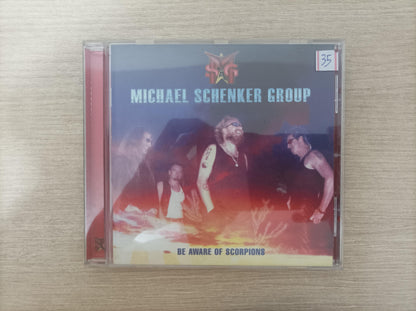 35
MICHAEL SCHENKER GROUP
BE AWARE OF SCORPIONS